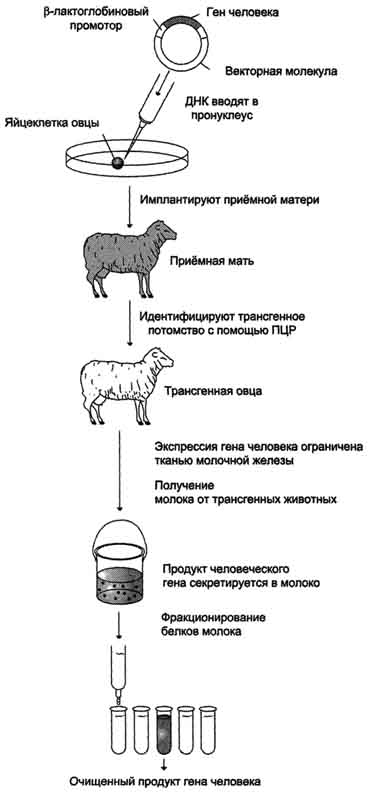 β-лактоглобиновый
промотор
Ген человека
Векторная молекула
ДНК вводят в
пронуклеус
Яйцеклетка овцы
Имплантируют приёмной матери
Приёмная мать
Идентифицируют трансгенное
потомство с помощью ПЦР
Трансгенная овца
Экспрессия гена человека ограничена
тканью молочной железы
Получение
молока от трансгенных животных
Продукт человеческого
гена секретируется в молоко
Фракционирование
белков молока
Очищенный продукт гена человека